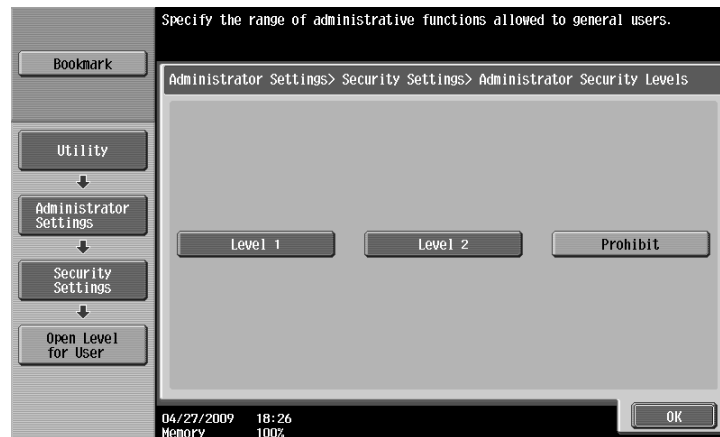 Specify the range of administrative functions allowed to general users.
Bookmark
Administrator Settings> Security Settings> Administrator Security Levels
Utility
Administrator
Settings
Security
Settings
Open Level
for User
Level 1
Level 2
Prohibit
04/27/2009 18:26
Memory 100%
OK